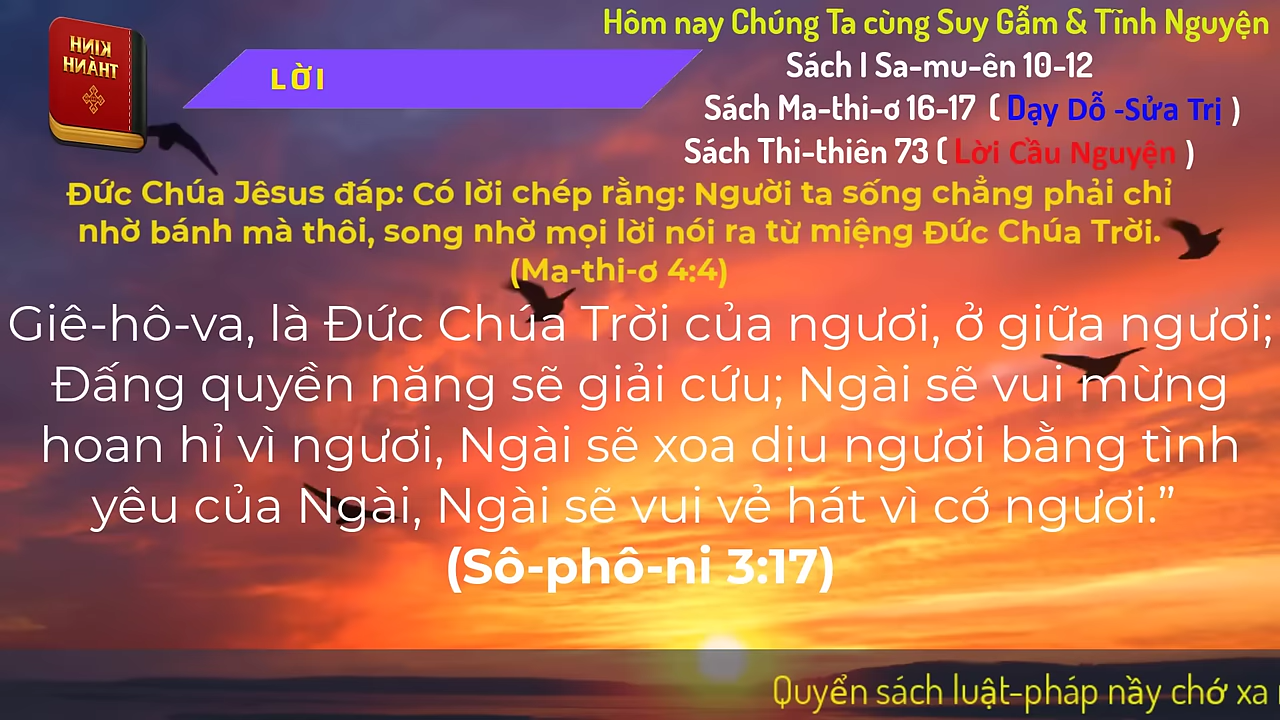 KINH
THÁNH
LỜI
Hôm nay Chúng Ta cùng Suy Gẫm & Tĩnh Nguyện
Sách I Sa-mu-ên 10-12
Sách Ma-thi-ơ 16-17 ( Dạy Dỗ -Sửa Trị )
Sách Thi-thiên 73 ( Lời Cầu Nguyện )
Đức Chúa Jêsus đáp: Có lời chép rằng: Người ta sống chẳng phải chỉ
nhờ bánh mà thôi, song nhờ mọi lời nói ra từ miệng Đức Chúa Trời.
(Ma-thi-ơ 4:4)
Giê-hô-va, là Đức Chúa Trời của ngươi, ở giữa ngươi;
Đấng quyền năng sẽ giải cứu; Ngài sẽ vui mừng
hoan hỉ vì ngươi, Ngài sẽ xoa dịu ngươi bằng tình
yêu của Ngài, Ngài sẽ vui vẻ hát vì cớ ngươi.”
(Sô-phô-ni 3:17)
Quyển sách luật-pháp nầy chớ xa